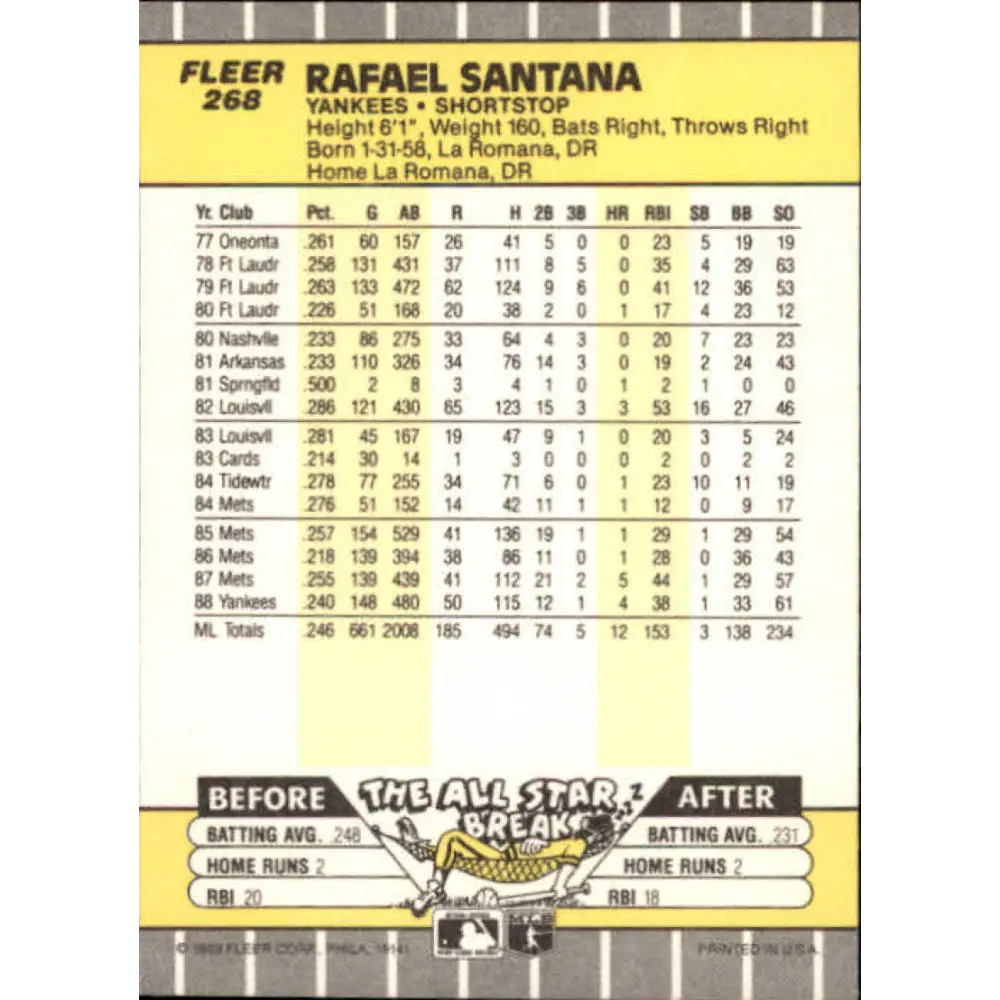 FLEER
268
RAFAEL SANTANA
YANKEES • SHORTSTOP
Height 6'1", Weight 160, Bats Right, Throws Right
Born 1-31-58, La Romana, DR
Home La Romana, DR
Yr. Club Pct. G AB R H 2B 3B HR RBI SB BB SO
77 Oneonta .261 60 157 26 41 5 0 0 23 5 19 19
78 Ft Laudr .258 131 431 37 111 8 5 0 35 4 29 63
79 Ft Laudr .263 133 472 62 124 9 6 0 41 12 36 53
80 Ft Laudr .226 51 168 20 38 2 0 1 17 4 23 12
80 Nashvlle .233 86 275 33 64 4 3 0 20 7 23 23
81 Arkansas .233 110 326 34 76 14 3 0 19 2 24 43
81 Sprngfld .500 2 8 3 4 1 0 1 2 1 0 0
82 Louisvll .286 121 430 65 123 15 3 3 53 16 27 46
83 Louisvll .281 45 167 19 47 9 1 0 20 3 5 24
83 Cards .214 30 14 1 3 0 0 0 2 0 2 2
84 Tidewtr .278 77 255 34 71 6 0 1 23 10 11 19
84 Mets .276 51 152 14 42 11 1 1 12 0 9 17
85 Mets .257 154 529 41 136 19 1 1 29 1 29 54
86 Mets .218 139 394 38 86 11 0 1 28 0 36 43
87 Mets .255 139 439 41 112 21 2 5 44 1 29 57
88 Yankees .240 148 480 50 115 12 1 4 38 1 33 61
ML Totals .246 661 2008 185 494 74 5 12 153 3 138 234
BEFORE
THE ALL STAR
BREAK
ZZZ
AFTER
BATTING AVG. .248
BATTING AVG. .231
HOME RUNS 2
HOME RUNS 2
RBI 20
RBI 18
© 1989 FLEER CORP. PHILA. 19141
PRINTED IN U.S.A.